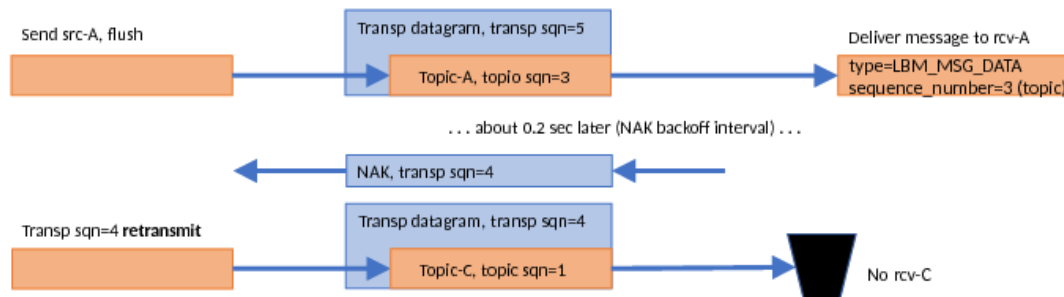 Send src-A, flush
Transp datagram, transp sqn=5
Topic-A, topio sqn=3
Deliver message to rcv-A
type=LBM_MSG_DATA
sequence_number=3 (topic)
. . . about 0.2 sec later (NAK backoff interval) . . .
NAK, transp sqn=4
Transp sqn=4 retransmit
Transp datagram, transp sqn=4
Topic-C, topic sqn=1
No rcv-C